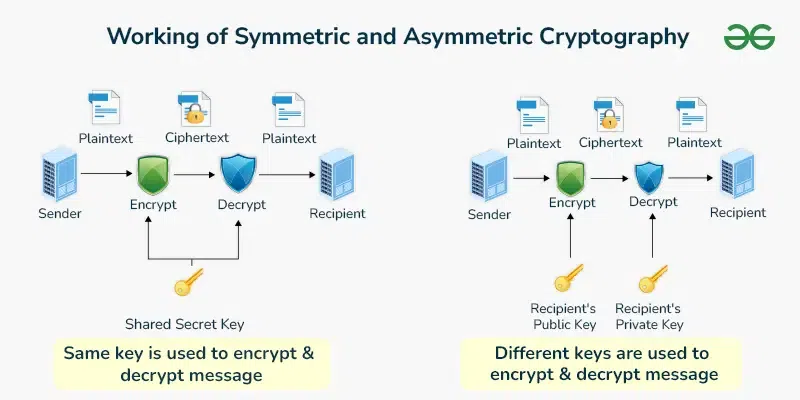 Working of Symmetric and Asymmetric Cryptography
Plaintext
Ciphertext
Plaintext
Sender
Encrypt
Decrypt
Recipient
Shared Secret Key
Same key is used to encrypt &
decrypt message
Plaintext
Ciphertext
Plaintext
Sender
Encrypt
Decrypt
Recipient
Recipient's
Public Key
Recipient's
Private Key
Different keys are used to
encrypt & decrypt message